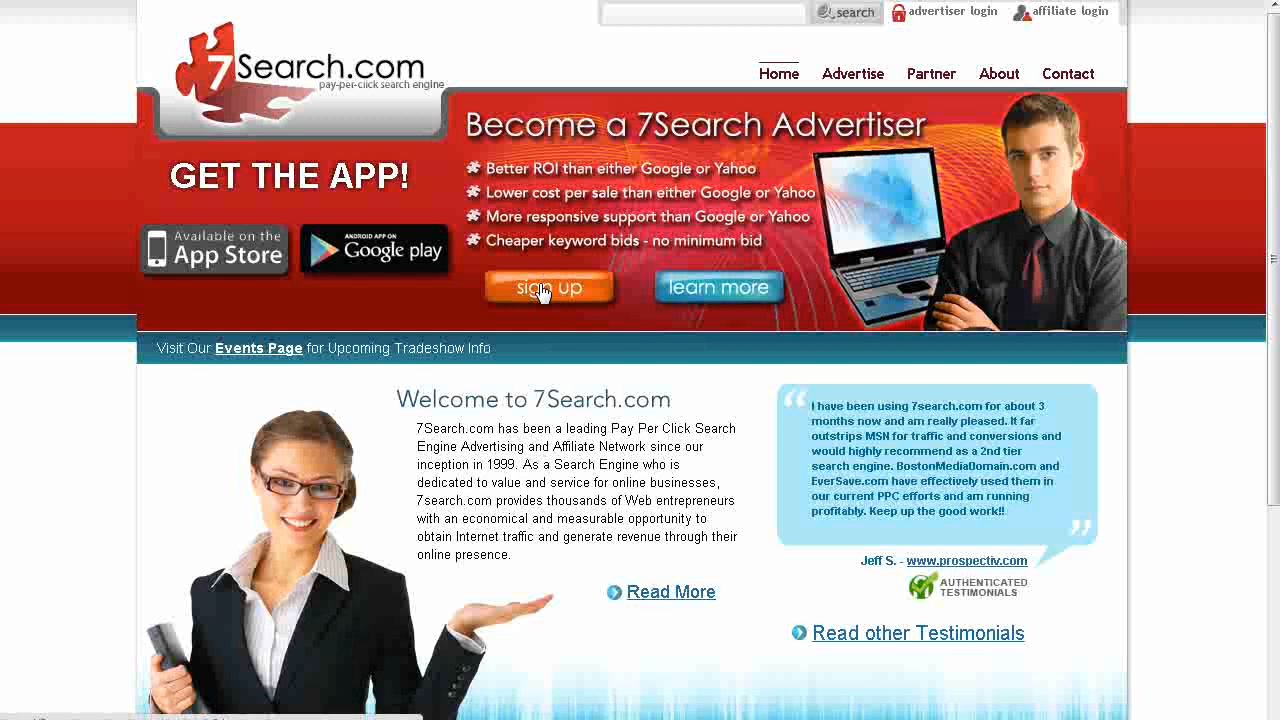 search
advertiser login
affiliate login
7Search.com
pay-per-click search engine
Home Advertise Partner About Contact
GET THE APP!
Available on the
App Store
ANDROID APP ON
Google play
Become a 7Search Advertiser
Better ROI than either Google or Yahoo
Lower cost per sale than either Google or Yahoo
More responsive support than Google or Yahoo
Cheaper keyword bids - no minimum bid
sign up
learn more
Visit Our Events Page for Upcoming Tradeshow Info
Welcome to 7Search.com
7Search.com has been a leading Pay Per Click Search
Engine Advertising and Affiliate Network since our
inception in 1999. As a Search Engine who is
dedicated to value and service for online businesses,
7search.com provides thousands of Web entrepreneurs
with an economical and measurable opportunity to
obtain Internet traffic and generate revenue through their
online presence.
Read More
“ I have been using 7search.com for about 3
months now and am really pleased. It far
outstrips MSN for traffic and conversions and
would highly recommend as a 2nd tier
search engine. BostonMediaDomain.com and
EverSave.com have effectively used them in
our current PPC efforts and am running
profitably. Keep up the good work!! ”
Jeff S. - www.prospectiv.com
AUTHENTICATED
TESTIMONIALS
Read other Testimonials